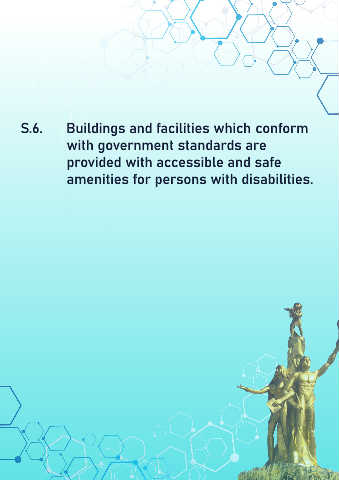 S.6. Buildings and facilities which conform
with government standards are
provided with accessible and safe
amenities for persons with disabilities.